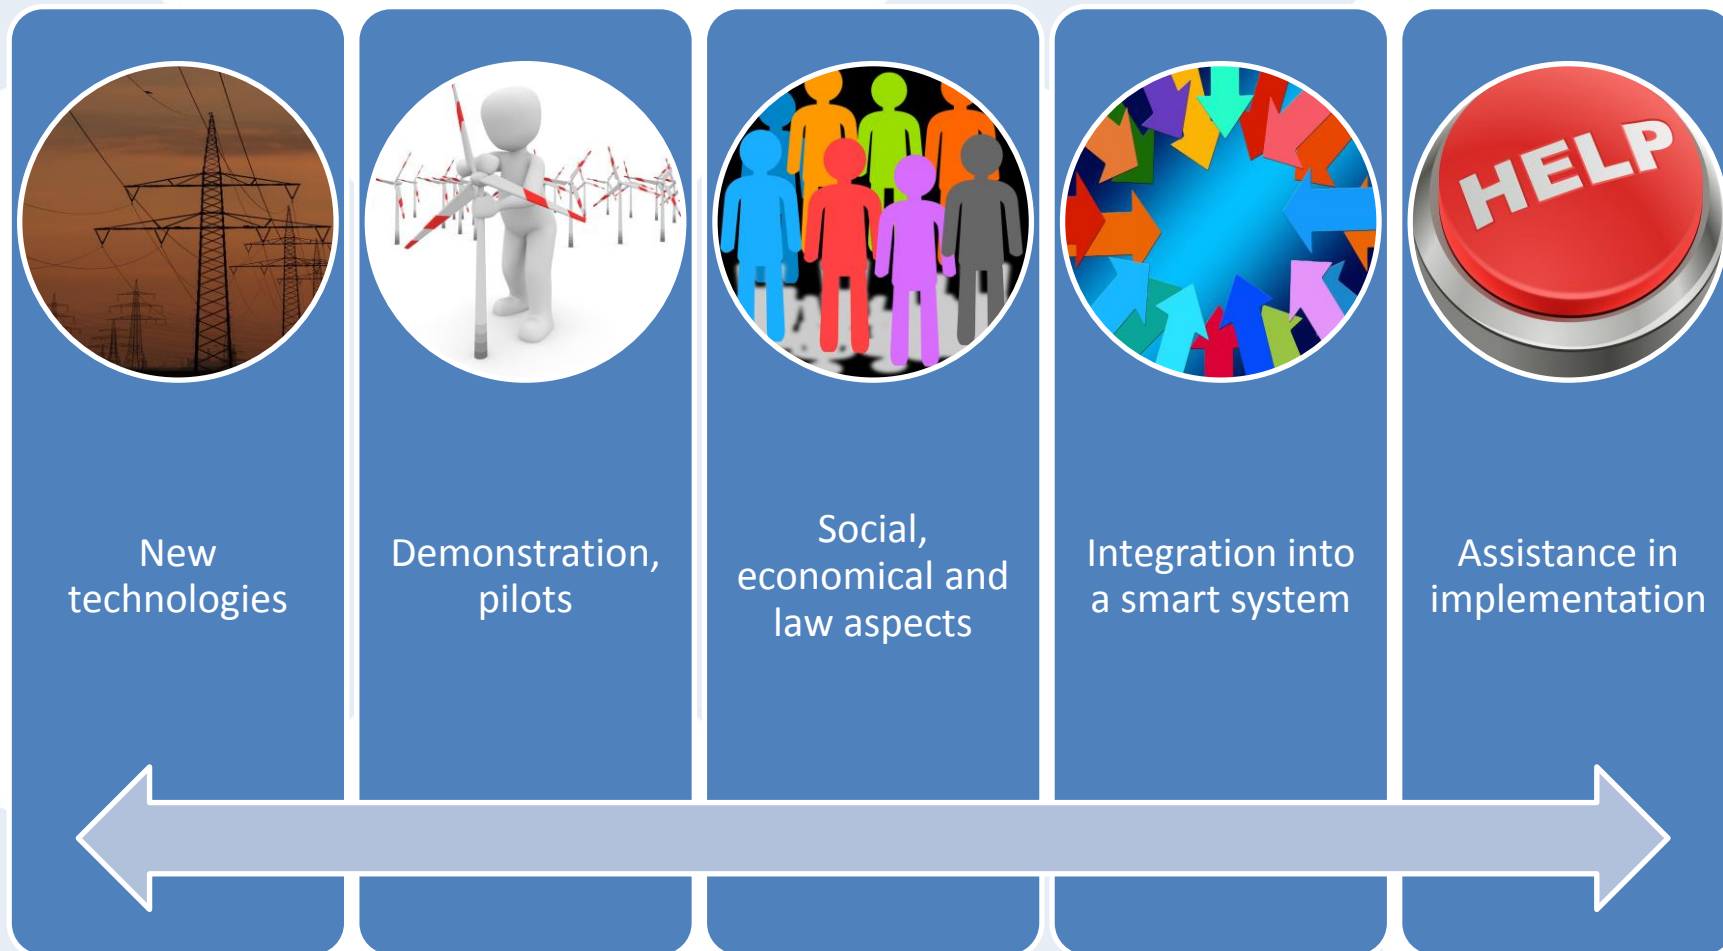 HELP
New
technologies
Demonstration,
pilots
Social,
economical and
law aspects
Integration into
a smart system
Assistance in
implementation